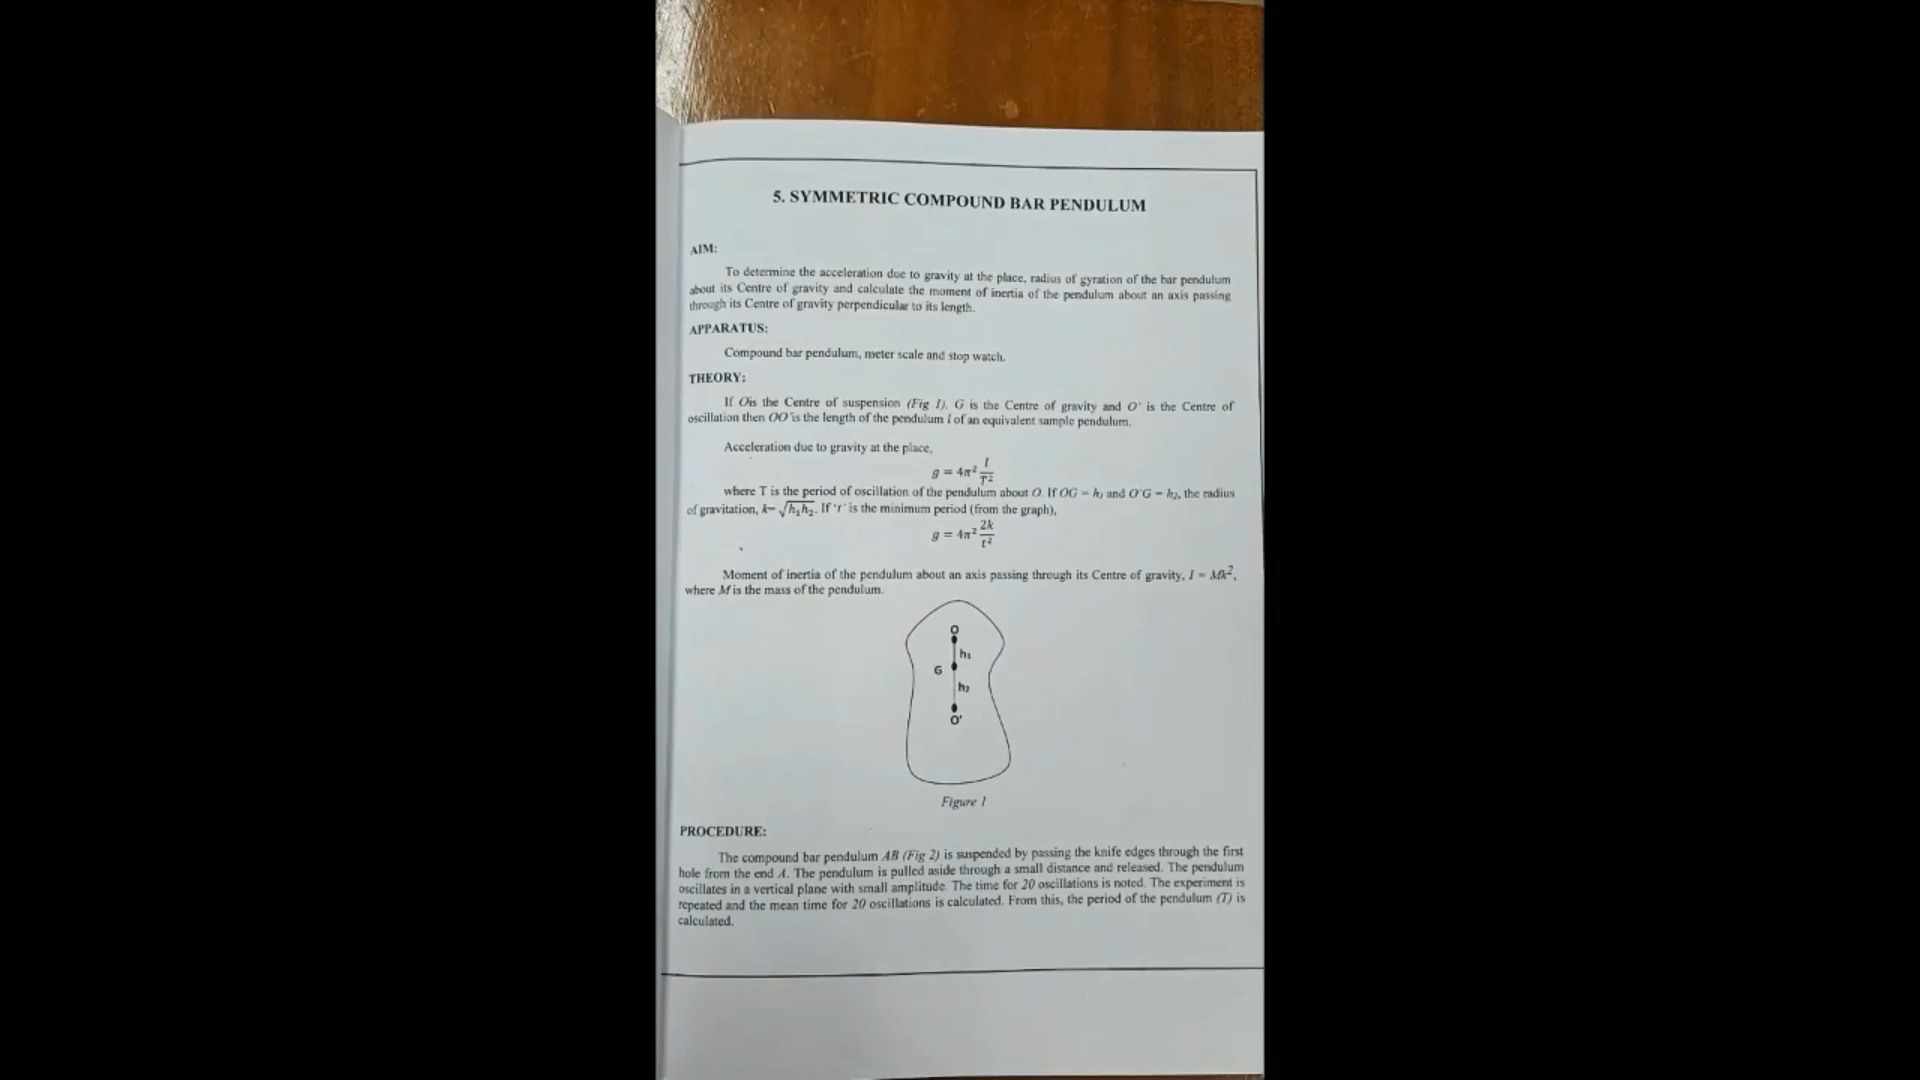 5. SYMMETRIC COMPOUND BAR PENDULUM
AIM:
To determine the acceleration due to gravity at the place, radius of gyration of the bar pendulum
about its Centre of gravity and calculate the moment of inertia of the pendulum about an axis passing
through its Centre of gravity perpendicular to its length.
APPARATUS:
Compound bar pendulum, meter scale and stop watch.
THEORY:
If Ois the Centre of suspension (Fig 1), G is the Centre of gravity and O' is the Centre of
oscillation then OO'is the length of the pendulum l of an equivalent sample pendulum.
Acceleration due to gravity at the place,
g = 4π² l/T²
where T is the period of oscillation of the pendulum about O. If OG = h₁ and O'G = h₂, the radius
of gravitation, k= √h₁h₂. If 't' is the minimum period (from the graph),
g = 4π² 2k/t²
Moment of inertia of the pendulum about an axis passing through its Centre of gravity, I = Mk²,
where M is the mass of the pendulum.
O
h₁
G
h₂
O'
Figure 1
PROCEDURE:
The compound bar pendulum AB (Fig 2) is suspended by passing the knife edges through the first
hole from the end A. The pendulum is pulled aside through a small distance and released. The pendulum
oscillates in a vertical plane with small amplitude. The time for 20 oscillations is noted. The experiment is
repeated and the mean time for 20 oscillations is calculated. From this, the period of the pendulum (T) is
calculated.